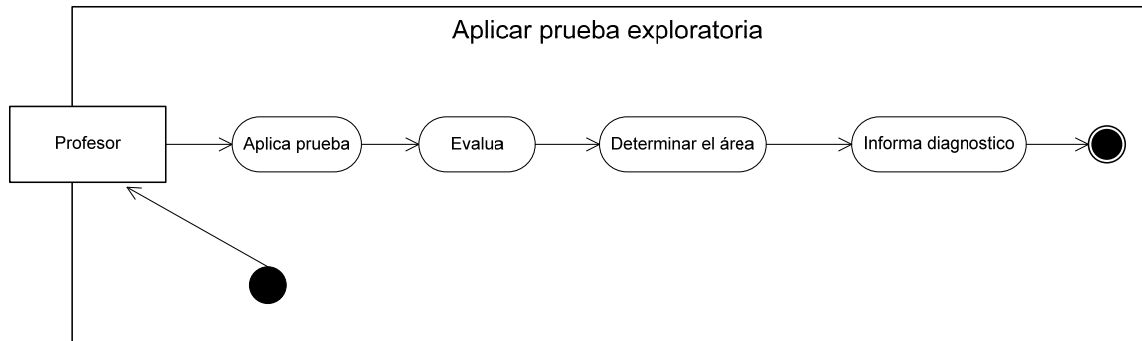 Aplicar prueba exploratoria
Profesor
Aplica prueba
Evalua
Determinar el área
Informa diagnostico